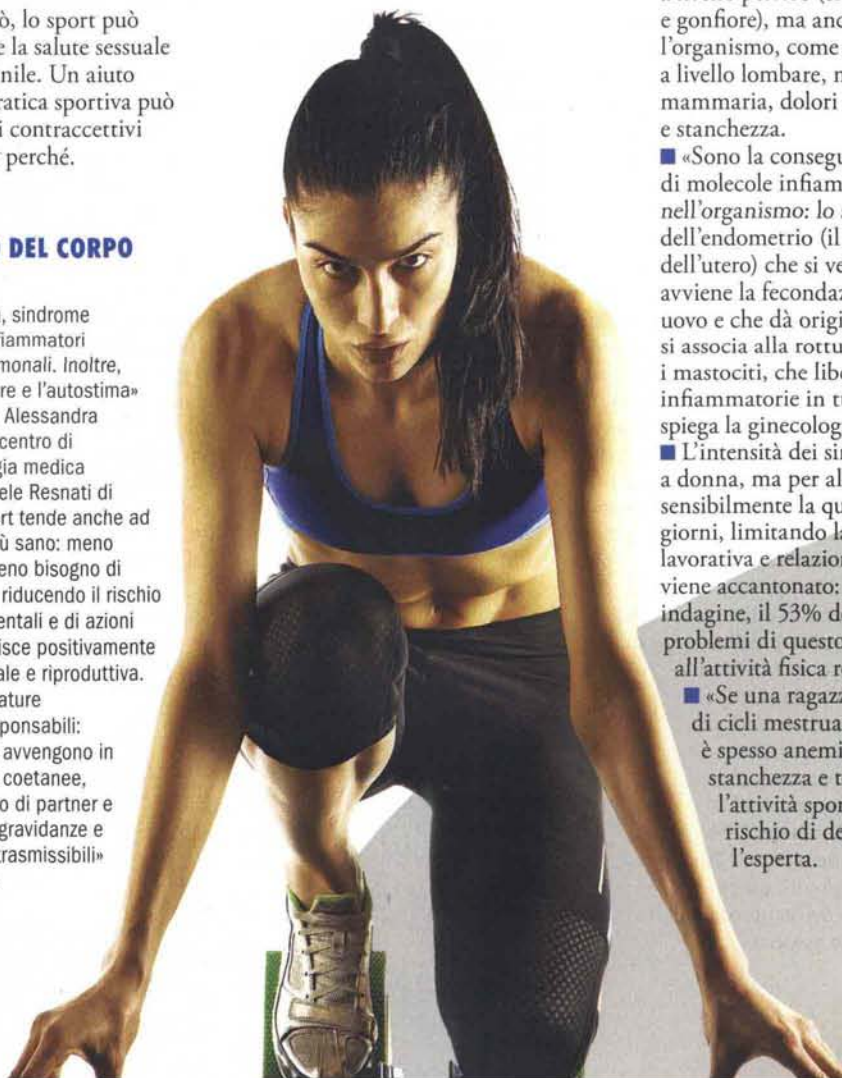 ò, lo sport può
e la salute sessuale
nile. Un aiuto
ratica sportiva può
i contraccettivi
perché.
DEL CORPO
, sindrome
fiammatori
monali. Inoltre,
re e l'autostima»
Alessandra
centro di
gia medica
ele Resnati di
rt tende anche ad
ù sano: meno
eno bisogno di
riducendo il rischio
entali e di azioni
isce positivamente
ale e riproduttiva.
ature
ponsabili:
avvengono in
coetanee,
o di partner e
gravidanze e
rasmissibili»
e gonfiore), ma anc
l'organismo, come
a livello lombare, m
mammaria, dolori
e stanchezza.
■ «Sono la consegu
di molecole infiam
nell'organismo: lo s
dell'endometrio (il
dell'utero) che si ve
avviene la fecondaz
uovo e che dà origi
si associa alla rottu
i mastociti, che libe
infiammatorie in tu
spiega la ginecolog
■ L'intensità dei sin
a donna, ma per al
sensibilmente la qu
giorni, limitando la
lavorativa e relazion
viene accantonato:
indagine, il 53% de
problemi di questo
all'attività fisica r
■ «Se una ragazz
di cicli mestrua
è spesso anemi
stanchezza e t
l'attività spor
rischio di de
l'esperta.